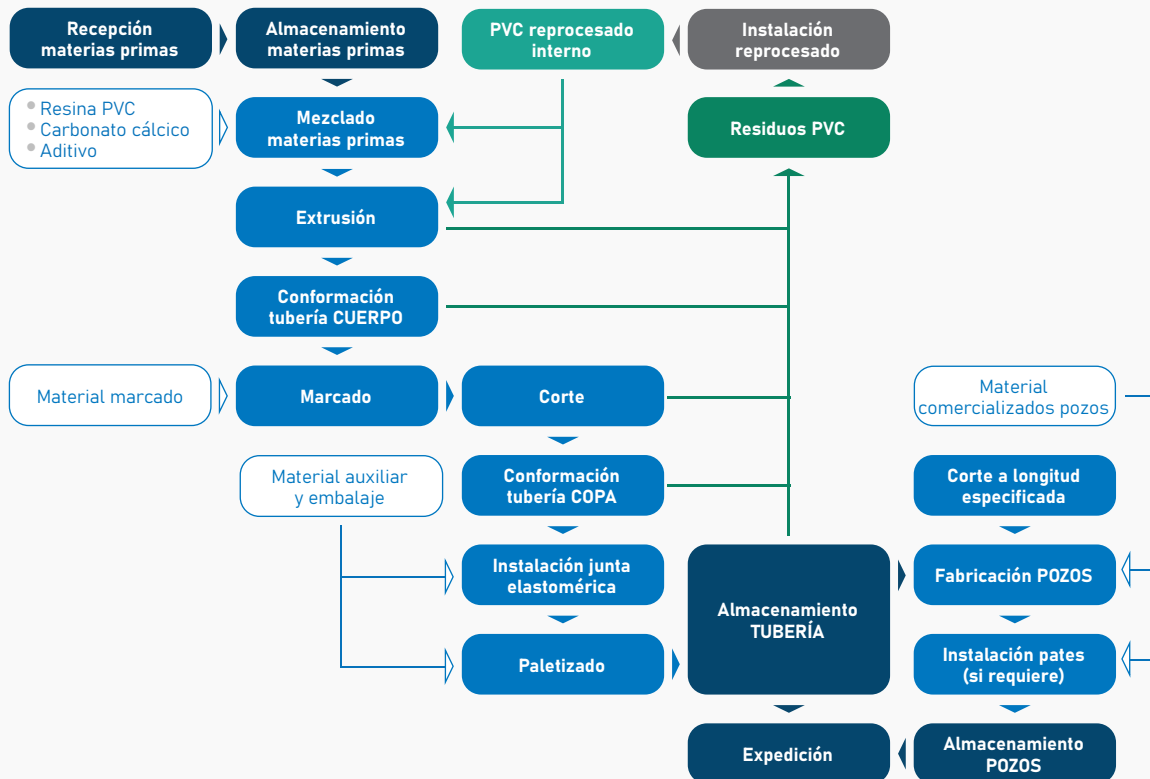 Recepción
materias primas
Almacenamiento
materias primas
PVC reprocesado
interno
Instalación
reprocesado
Resina PVC
Carbonato cálcico
Aditivo
Mezclado
materias primas
Residuos PVC
Extrusión
Conformación
tubería CUERPO
Material marcado
Marcado
Corte
Material
comercializados pozos
Material auxiliar
y embalaje
Conformación
tubería COPA
Corte a longitud
especificada
Instalación junta
elastomérica
Almacenamiento
TUBERÍA
Fabricación POZOS
Paletizado
Instalación pates
(si requiere)
Expedición
Almacenamiento
POZOS